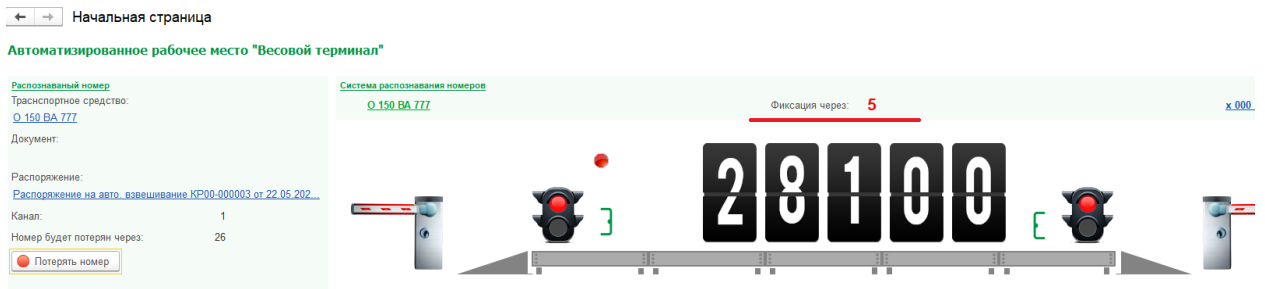 Начальная страница
Автоматизированное рабочее место "Весовой терминал"
Распознаваный номер
Траснспортное средство:
О 150 ВА 777
Документ:
Распоряжение:
Распоряжение на авто. взвешивание КР00-000003 от 22.05.202...
Канал: 1
Номер будет потерян через: 26
Потерять номер
Система распознавания номеров
О 150 ВА 777 Фиксация через: 5 х 000
28100